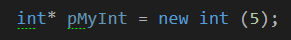 int* pMyInt = new int (5);